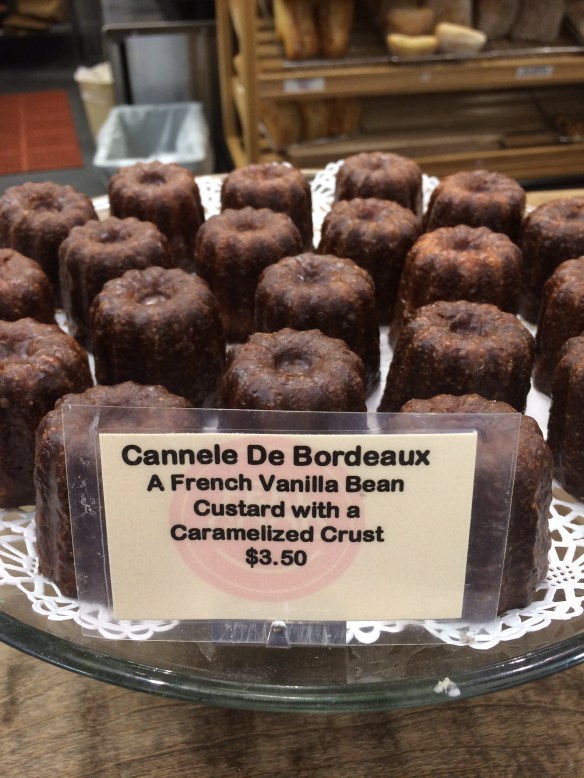 Cannele De Bordeaux
A French Vanilla Bean
Custard with a
Caramelized Crust
$3.50